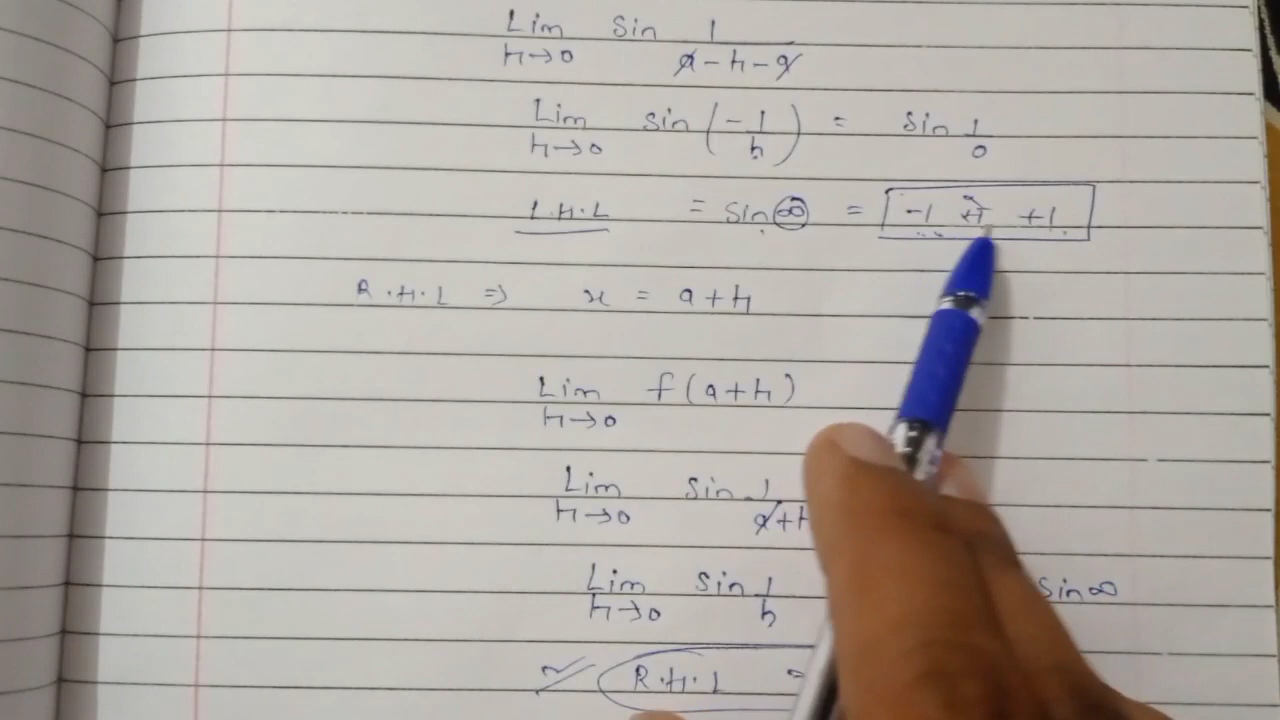 Lim h→0 Sin 1/(a - h - a)
Lim h→0 Sin (-1/h) = Sin 1/0
L.H.L = Sin ∞ = -1 +1
R.H.L ⇒ x = a+h
Lim h→0 f(a+h)
Lim h→0 Sin 1/(a+h
Lim h→0 Sin 1/h Sin ∞
R.H.L =